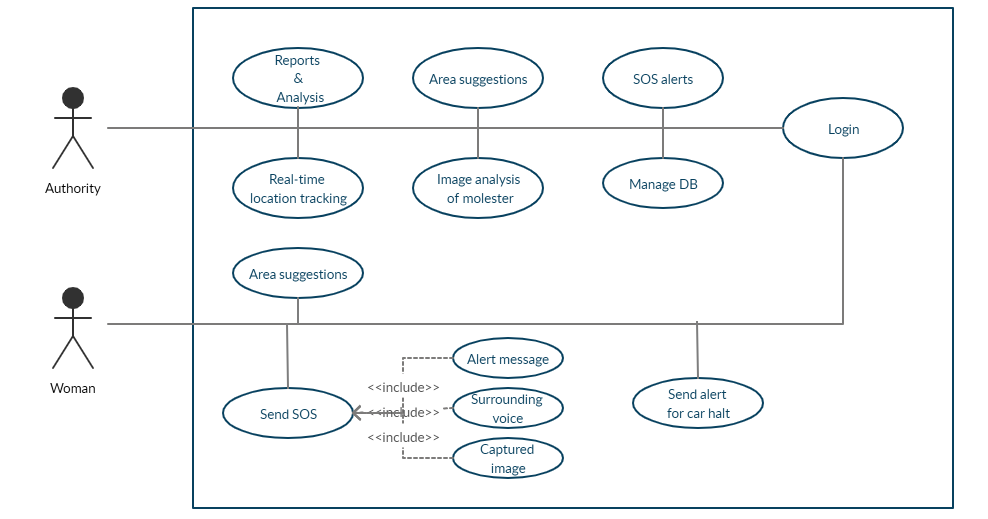 Reports
&
Analysis
Area suggestions
SOS alerts
Login
Authority
Real-time
location tracking
Image analysis
of molester
Manage DB
Area suggestions
Woman
Send SOS
<<include>>
<<include>>
<<include>>
Alert message
Surrounding
voice
Captured
image
Send alert
for car halt